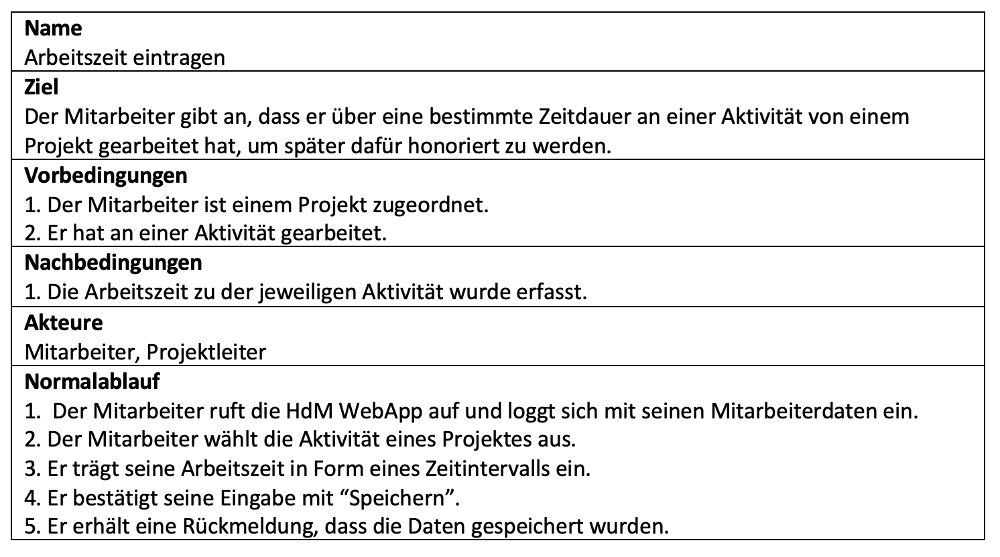 Name
Arbeitszeit eintragen
Ziel
Der Mitarbeiter gibt an, dass er über eine bestimmte Zeitdauer an einer Aktivität von einem
Projekt gearbeitet hat, um später dafür honoriert zu werden.
Vorbedingungen
1. Der Mitarbeiter ist einem Projekt zugeordnet.
2. Er hat an einer Aktivität gearbeitet.
Nachbedingungen
1. Die Arbeitszeit zu der jeweiligen Aktivität wurde erfasst.
Akteure
Mitarbeiter, Projektleiter
Normalablauf
1.  Der Mitarbeiter ruft die HdM WebApp auf und loggt sich mit seinen Mitarbeiterdaten ein.
2. Der Mitarbeiter wählt die Aktivität eines Projektes aus.
3. Er trägt seine Arbeitszeit in Form eines Zeitintervalls ein.
4. Er bestätigt seine Eingabe mit “Speichern”.
5. Er erhält eine Rückmeldung, dass die Daten gespeichert wurden.